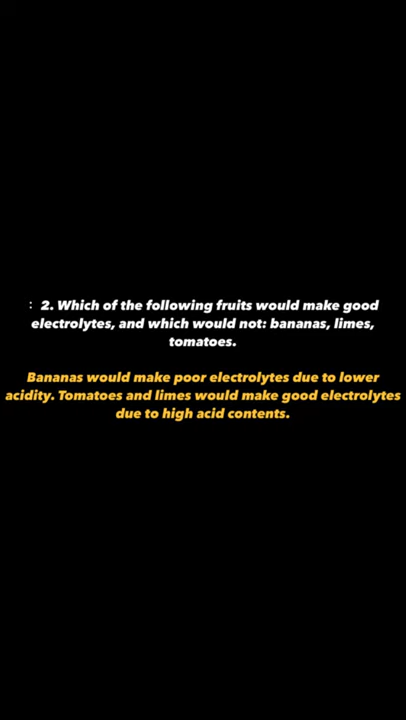 : 2. Which of the following fruits would make good
electrolytes, and which would not: bananas, limes,
tomatoes.
Bananas would make poor electrolytes due to lower
acidity. Tomatoes and limes would make good electrolytes
due to high acid contents.